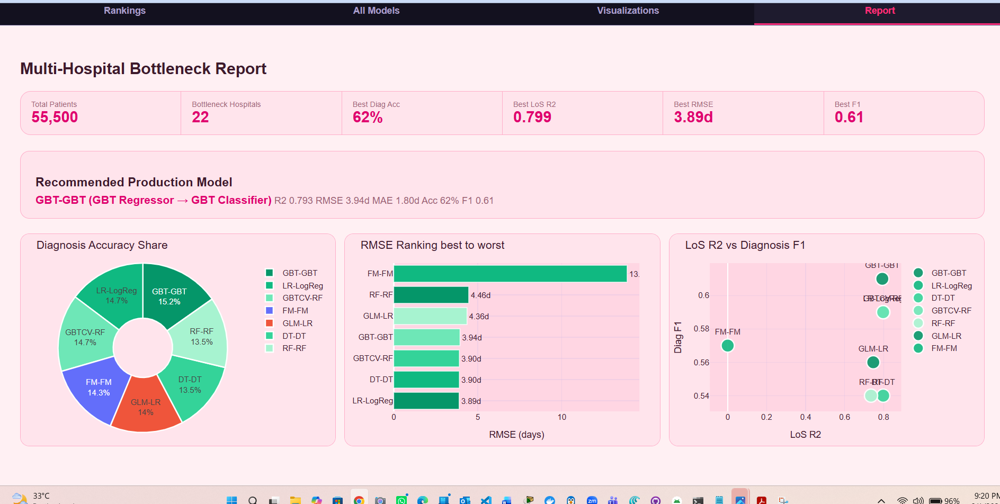 Rankings
All Models
Visualizations
Report
Multi-Hospital Bottleneck Report
Total Patients
55,500
Bottleneck Hospitals
22
Best Diag Acc
62%
Best LoS R2
0.799
Best RMSE
3.89d
Best F1
0.61
Recommended Production Model
GBT-GBT (GBT Regressor → GBT Classifier) R2 0.793 RMSE 3.94d MAE 1.80d Acc 62% F1 0.61
Diagnosis Accuracy Share
LR-LogReg
14.7%
GBT-GBT
15.2%
GBTCV-RF
14.7%
RF-RF
13.5%
FM-FM
14.3%
DT-DT
13.5%
GLM-LR
14%
GBT-GBT
LR-LogReg
GBTCV-RF
FM-FM
GLM-LR
DT-DT
RF-RF
RMSE Ranking best to worst
FM-FM 13.
RF-RF 4.46d
GLM-LR 4.36d
GBT-GBT 3.94d
GBTCV-RF 3.90d
DT-DT 3.90d
LR-LogReg 3.89d
0 5 10
RMSE (days)
LoS R2 vs Diagnosis F1
GBT-GBT
FM-FM
GLM-LR
RF-RF
DT-DT
0.6
0.58
0.56
0.54
Diag F1
0 0.2 0.4 0.6 0.8
LoS R2
GBT-GBT
LR-LogReg
DT-DT
GBTCV-RF
RF-RF
GLM-LR
FM-FM
33°C
96%
9:20 PM